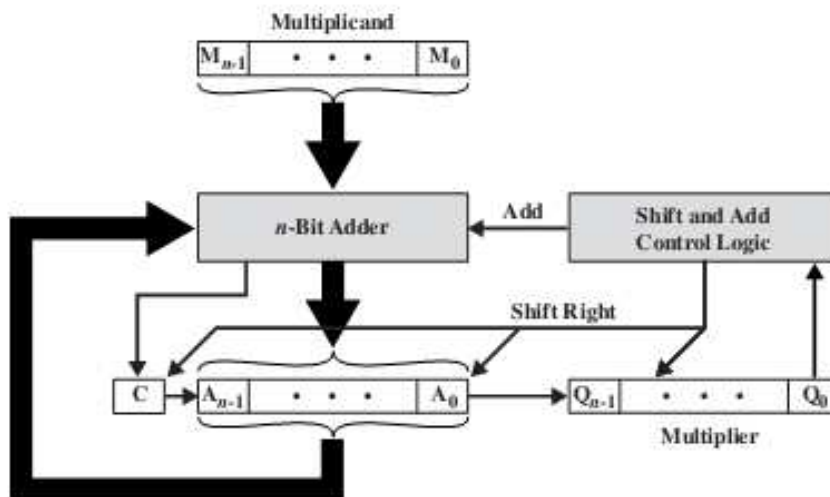 Multiplicand
Mn-1 • • • M0
n-Bit Adder
Add
Shift and Add
Control Logic
Shift Right
C
An-1 • • • A0
Qn-1 • • • Q0
Multiplier